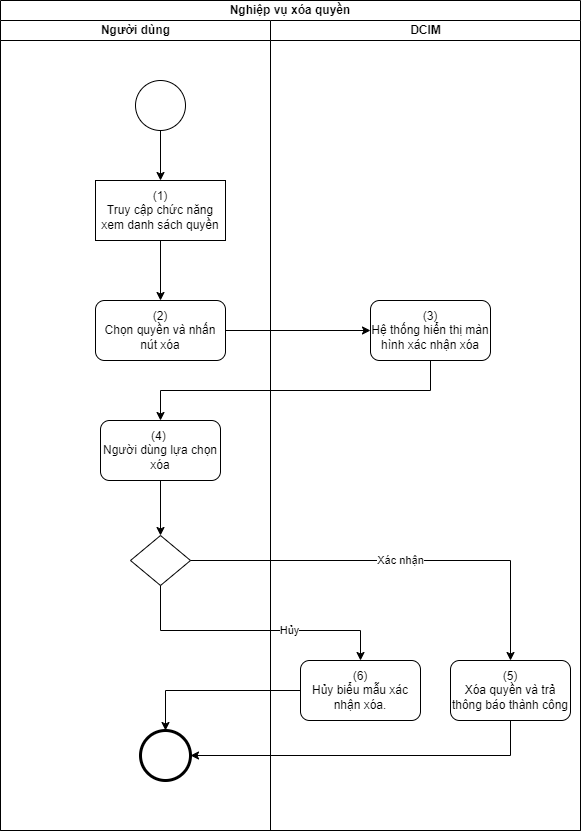 Nghiệp vụ xóa quyền
Người dùng
DCIM
(1)
Truy cập chức năng
xem danh sách quyền
(2)
Chọn quyền và nhấn
nút xóa
(3)
Hệ thống hiển thị màn
hình xác nhận xóa
(4)
Người dùng lựa chọn
xóa
Xác nhận
Hủy
(6)
Hủy biểu mẫu xác
nhận xóa.
(5)
Xóa quyền và trả
thông báo thành công